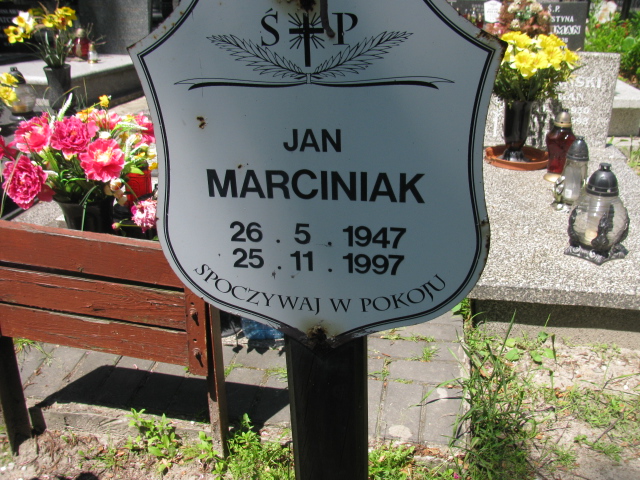 S P
JAN
MARCINIAK
26 . 5 . 1947
25 . 11 . 1997
SPOCZYWAJ W POKOJU